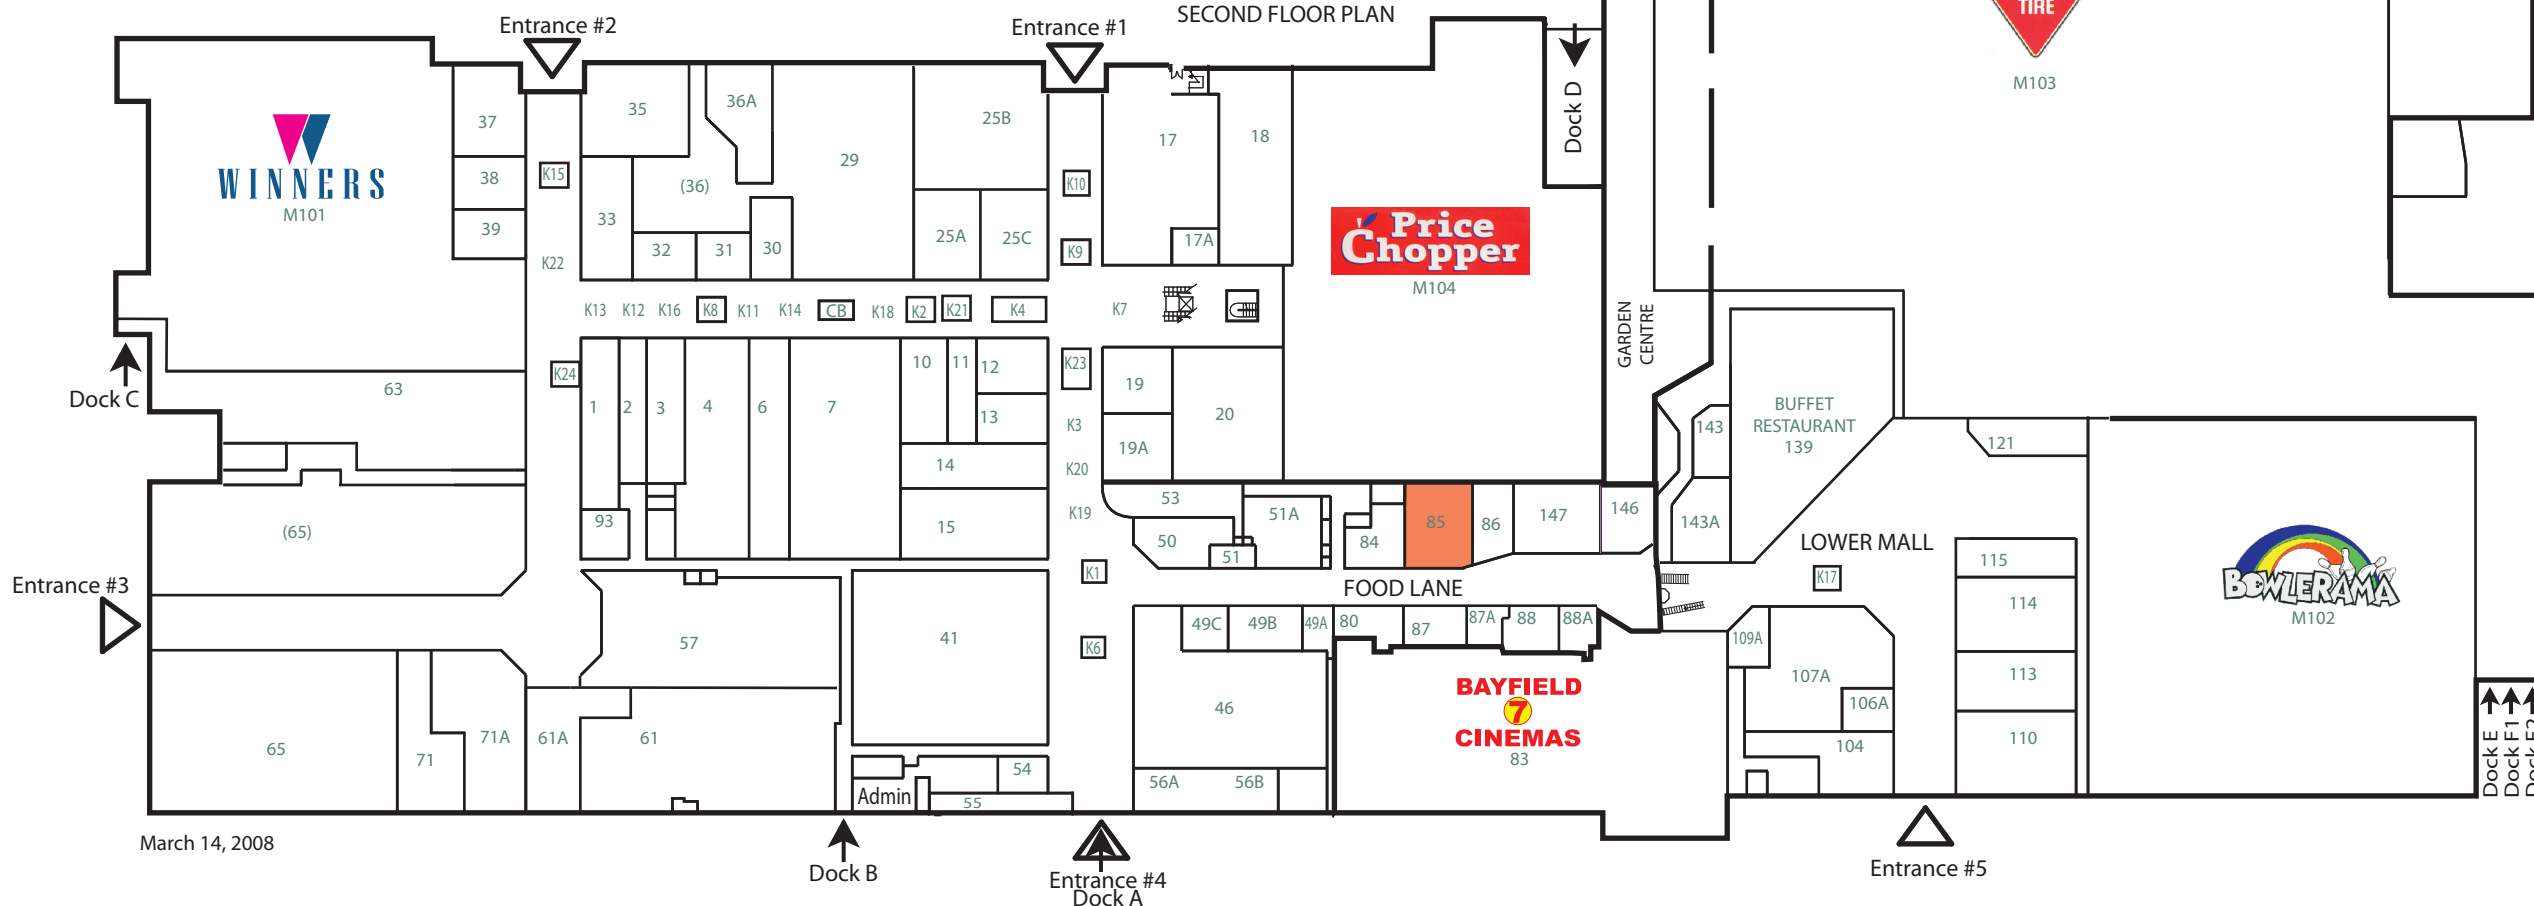 SECOND FLOOR PLAN
Entrance #2
Entrance #1
TIRE
M103
Dock D
WINNERS
M101
37
38
39
K15
K22
35
36A
(36)
33
32
31
30
29
25B
25A
25C
K10
K9
17
17A
18
Price
Chopper
M104
GARDEN
CENTRE
K13
K12
K16
K8
K11
K14
CB
K18
K2
K21
K4
K7
Dock C
63
K24
1
2
3
4
6
7
10
11
12
13
14
15
93
K23
K3
K20
K19
19
19A
20
53
51A
50
51
84
85
86
147
146
143
143A
BUFFET
RESTAURANT
139
121
LOWER MALL
K17
115
114
113
110
BOWLERAMA
M102
(65)
Entrance #3
K1
K6
FOOD LANE
57
41
49C
49B
49A
80
87
87A
88
88A
109A
107A
106A
104
65
71
71A
61A
61
46
54
55
Admin
56A
56B
BAYFIELD
7
CINEMAS
83
Dock E
Dock F1
Dock F2
March 14, 2008
Dock B
Entrance #4
Dock A
Entrance #5